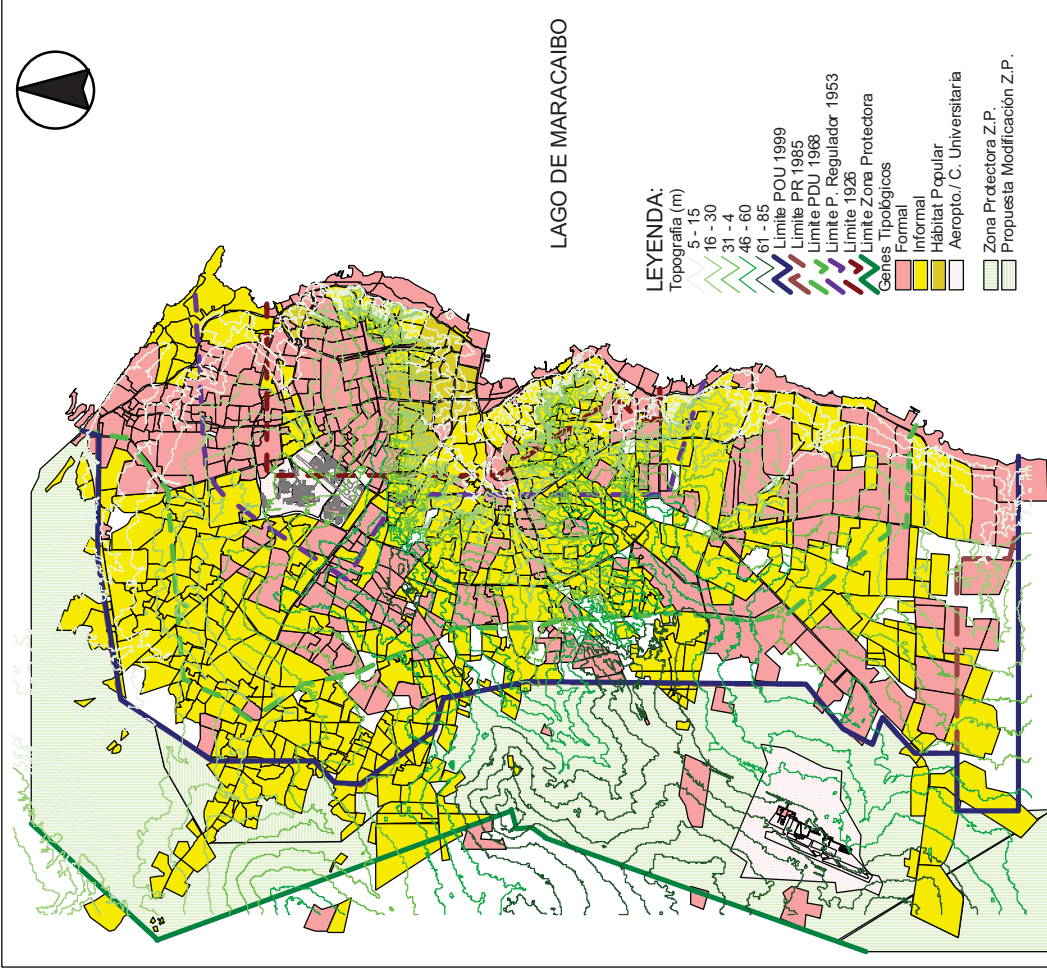 LAGO DE MARACAIBO
LEYENDA:
Topografia (m)
5 - 15
16 - 30
31 - 4
46 - 60
61 - 85
Limite POU 1999
Limite PR 1985
Limite PDU 1968
Limite P. Regulador 1953
Limite 1926
Limite Zona Protectora
Genes Tipológicos
Formal
Informal
Hábitat Popular
Aeropto./ C. Universitaria
Zona Protectora Z.P.
Propuesta Modificación Z.P.